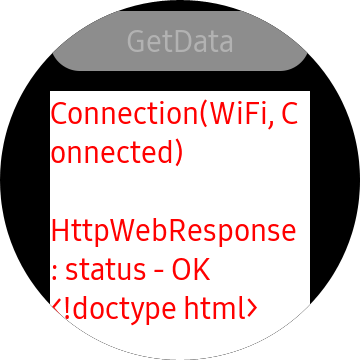 GetData
Connection(WiFi, C
onnected)
HttpWebResponse
: status - OK
<!doctype html>